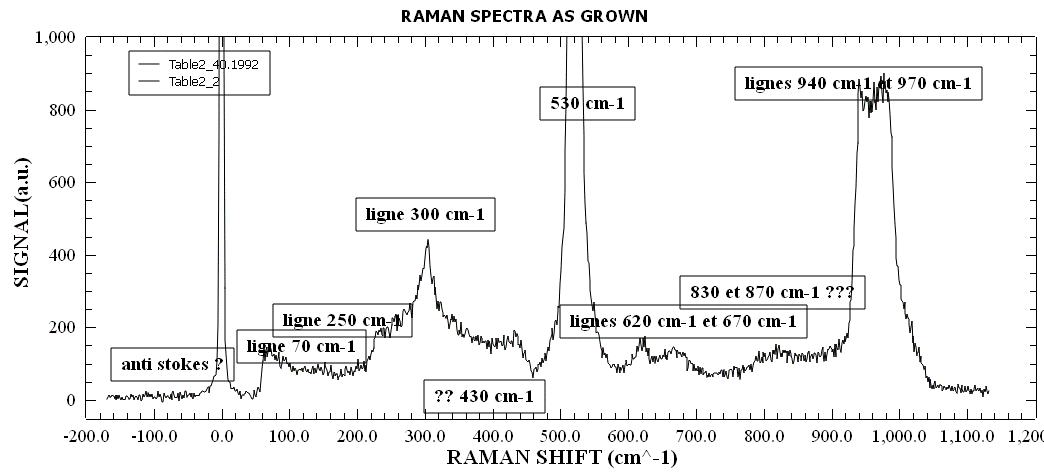 RAMAN SPECTRA AS GROWN
1,000
Table2_40.1992
Table2_2
lignes 940 cm-1 et 970 cm-1
530 cm-1
800
600
ligne 300 cm-1
SIGNAL(a.u.)
400
830 et 870 cm-1 ???
ligne 250 cm-1
lignes 620 cm-1 et 670 cm-1
200
ligne 70 cm-1
anti stokes ?
?? 430 cm-1
0
-200.0 -100.0 0.0 100.0 200.0 300.0 400.0 500.0 600.0 700.0 800.0 900.0 1,000.0 1,100.0 1,200.0
RAMAN SHIFT (cm^-1)